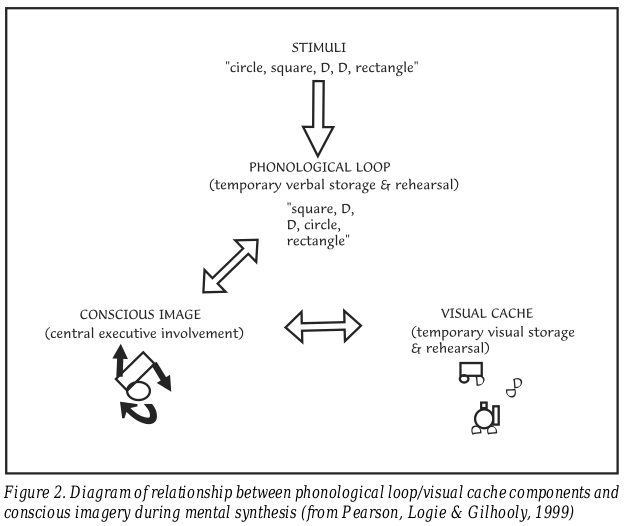 STIMULI
"circle, square, D, D, rectangle"
PHONOLOGICAL LOOP
(temporary verbal storage & rehearsal)
"square, D,
D, circle,
rectangle"
CONSCIOUS IMAGE
(central executive involvement)
VISUAL CACHE
(temporary visual storage
& rehearsal)
D
D
D
D D
Figure 2. Diagram of relationship between phonological loop/visual cache components and
conscious imagery during mental synthesis (from Pearson, Logie & Gilhooly, 1999)